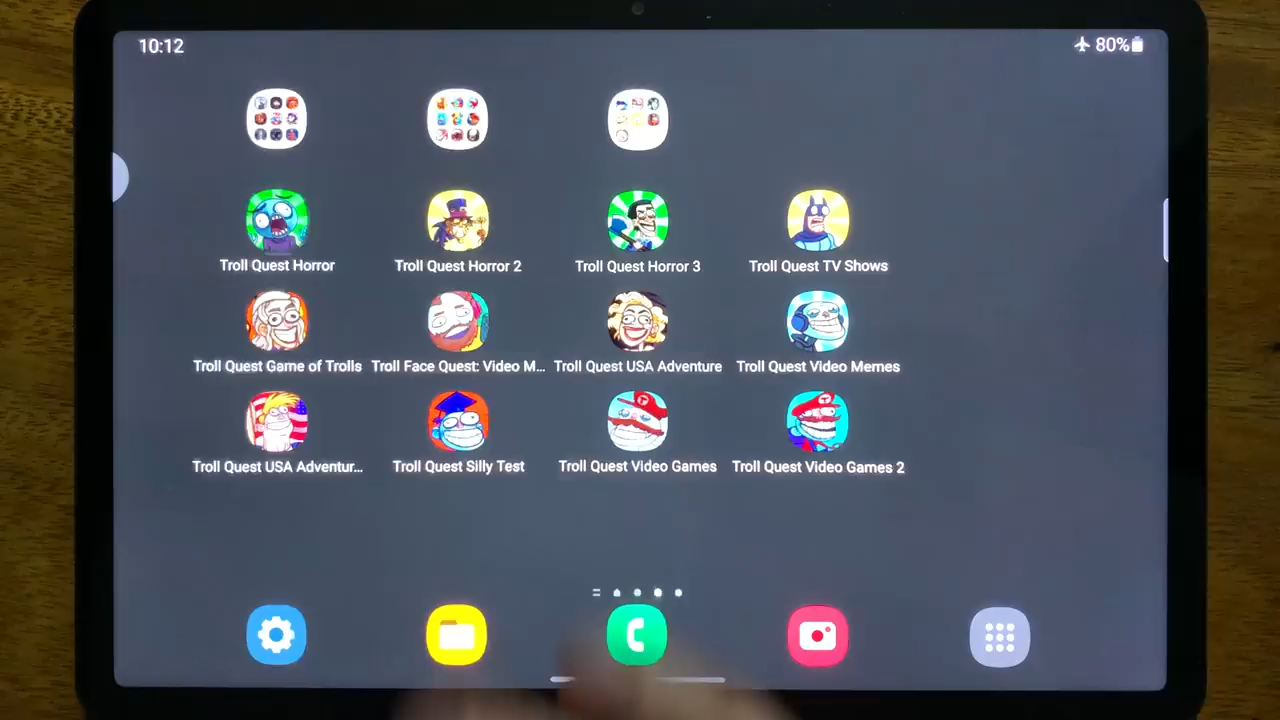 10:12 80%
Troll Quest Horror Troll Quest Horror 2 Troll Quest Horror 3 Troll Quest TV Shows
Troll Quest Game of Trolls Troll Face Quest: Video M... Troll Quest USA Adventure Troll Quest Video Memes
Troll Quest USA Adventur... Troll Quest Silly Test Troll Quest Video Games Troll Quest Video Games 2